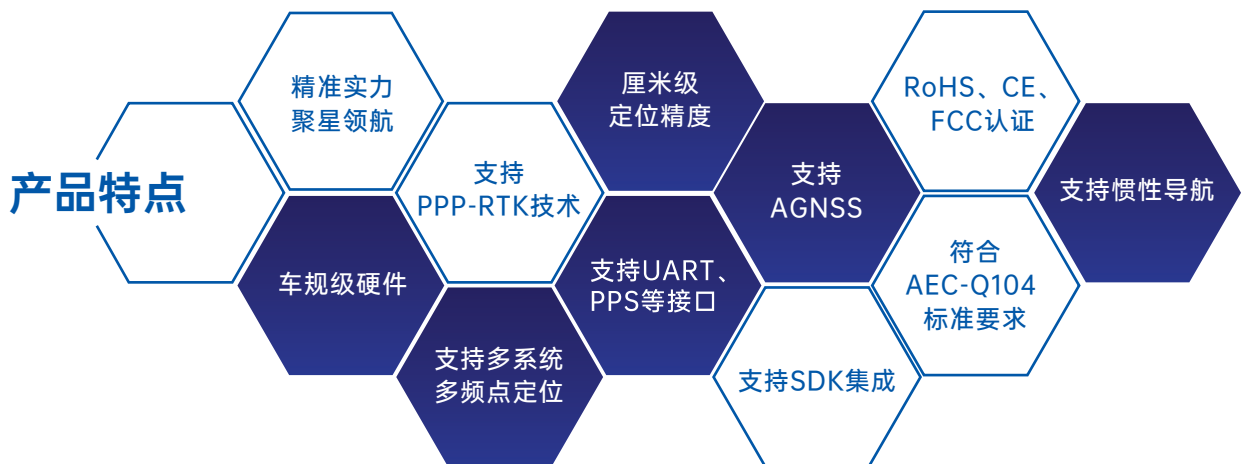 产品特点
精准实力
聚星领航
车规级硬件
支持
PPP-RTK技术
支持多系统
多频点定位
厘米级
定位精度
支持UART、
PPS等接口
支持
AGNSS
支持SDK集成
RoHS、CE、
FCC认证
符合
AEC-Q104
标准要求
支持惯性导航